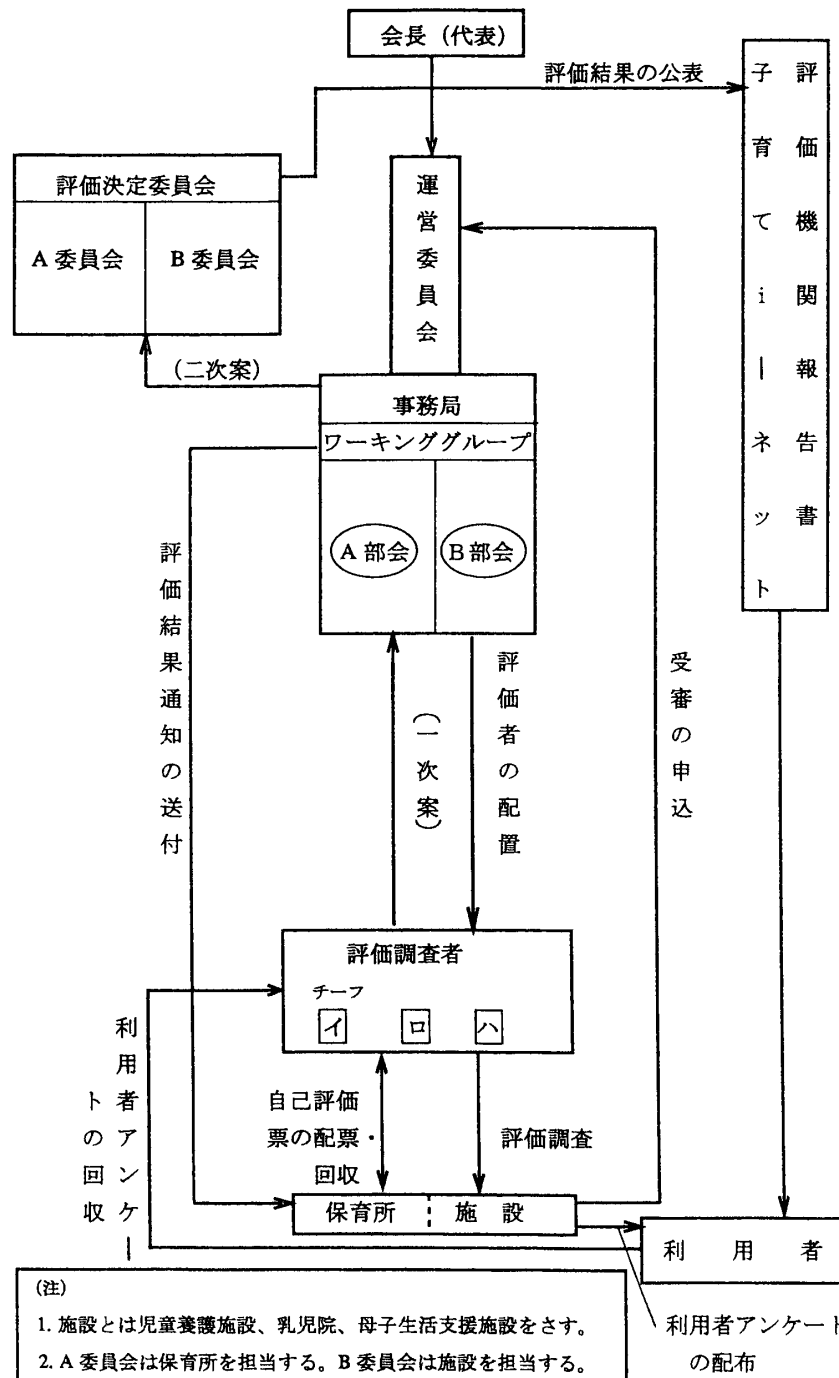 会長（代表）
評価結果の公表
評価機関報告書
子育てiーネット
評価決定委員会
A 委員会
B 委員会
運営委員会
（二次案）
事務局
ワーキンググループ
A 部会
B 部会
評価結果通知の送付
（一次案）
評価者の配置
受審の申込
評価調査者
チーフ
イ
ロ
ハ
利用者アンケー
トの回収
自己評価
票の配票・
回収
評価調査
保育所
施 設
利 用 者
利用者アンケート
の配布
(注)
1. 施設とは児童養護施設、乳児院、母子生活支援施設をさす。
2. A 委員会は保育所を担当する。B 委員会は施設を担当する。